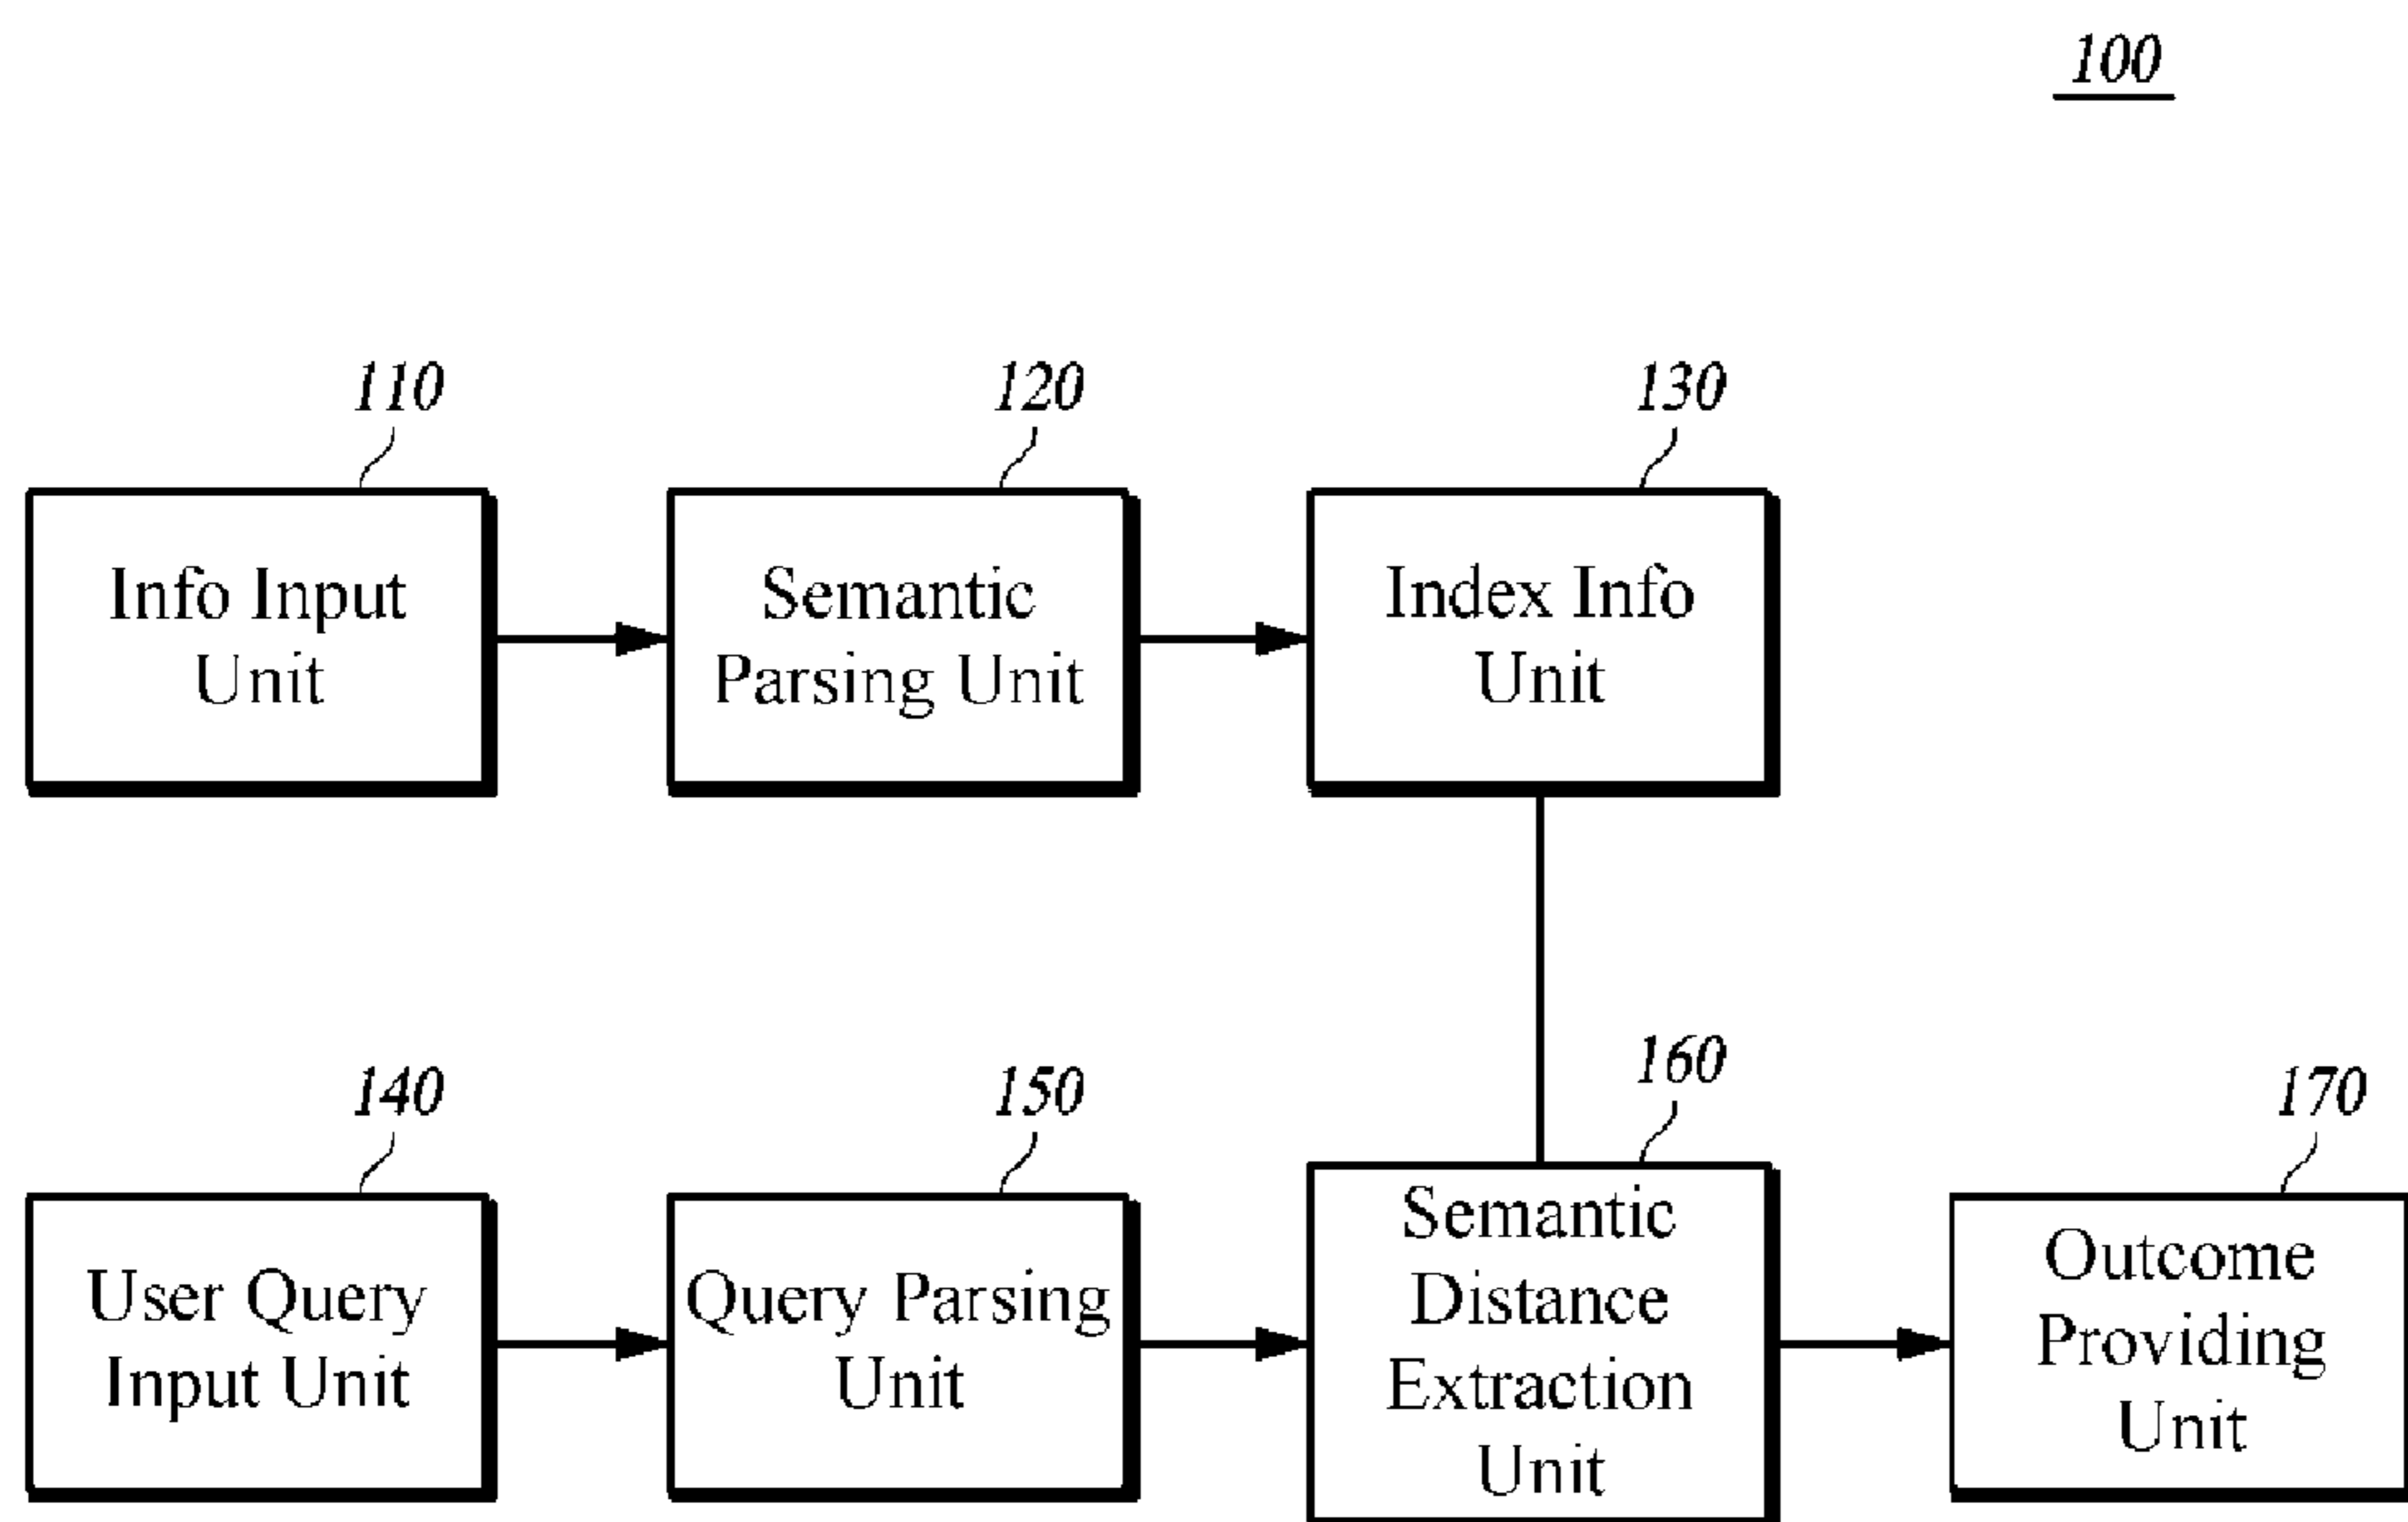 100
110
120
130
Info Input
Unit
Semantic
Parsing Unit
Index Info
Unit
140
150
160
170
User Query
Input Unit
Query Parsing
Unit
Semantic
Distance
Extraction
Unit
Outcome
Providing
Unit